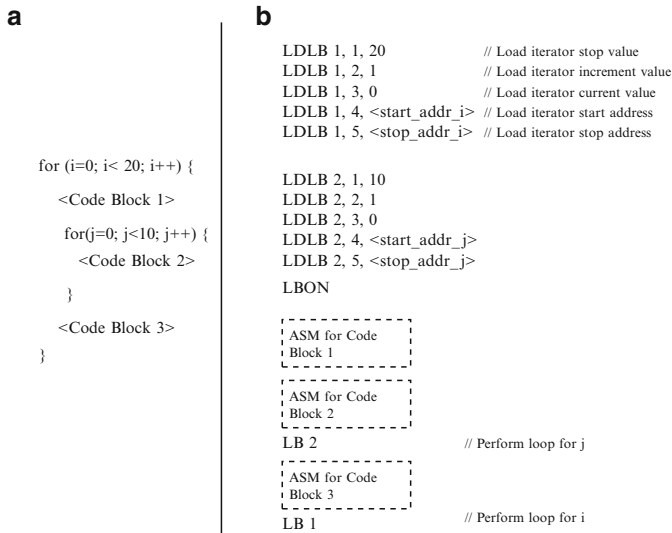 a
for (i=0; i< 20; i++) {
<Code Block 1>
for(j=0; j<10; j++) {
<Code Block 2>
}
<Code Block 3>
}
b
LDLB 1, 1, 20 // Load iterator stop value
LDLB 1, 2, 1 // Load iterator increment value
LDLB 1, 3, 0 // Load iterator current value
LDLB 1, 4, <start_addr_i> // Load iterator start address
LDLB 1, 5, <stop_addr_i> // Load iterator stop address
LDLB 2, 1, 10
LDLB 2, 2, 1
LDLB 2, 3, 0
LDLB 2, 4, <start_addr_j>
LDLB 2, 5, <stop_addr_j>
LBON
ASM for Code
Block 1
ASM for Code
Block 2
LB 2 // Perform loop for j
ASM for Code
Block 3
LB 1 // Perform loop for i